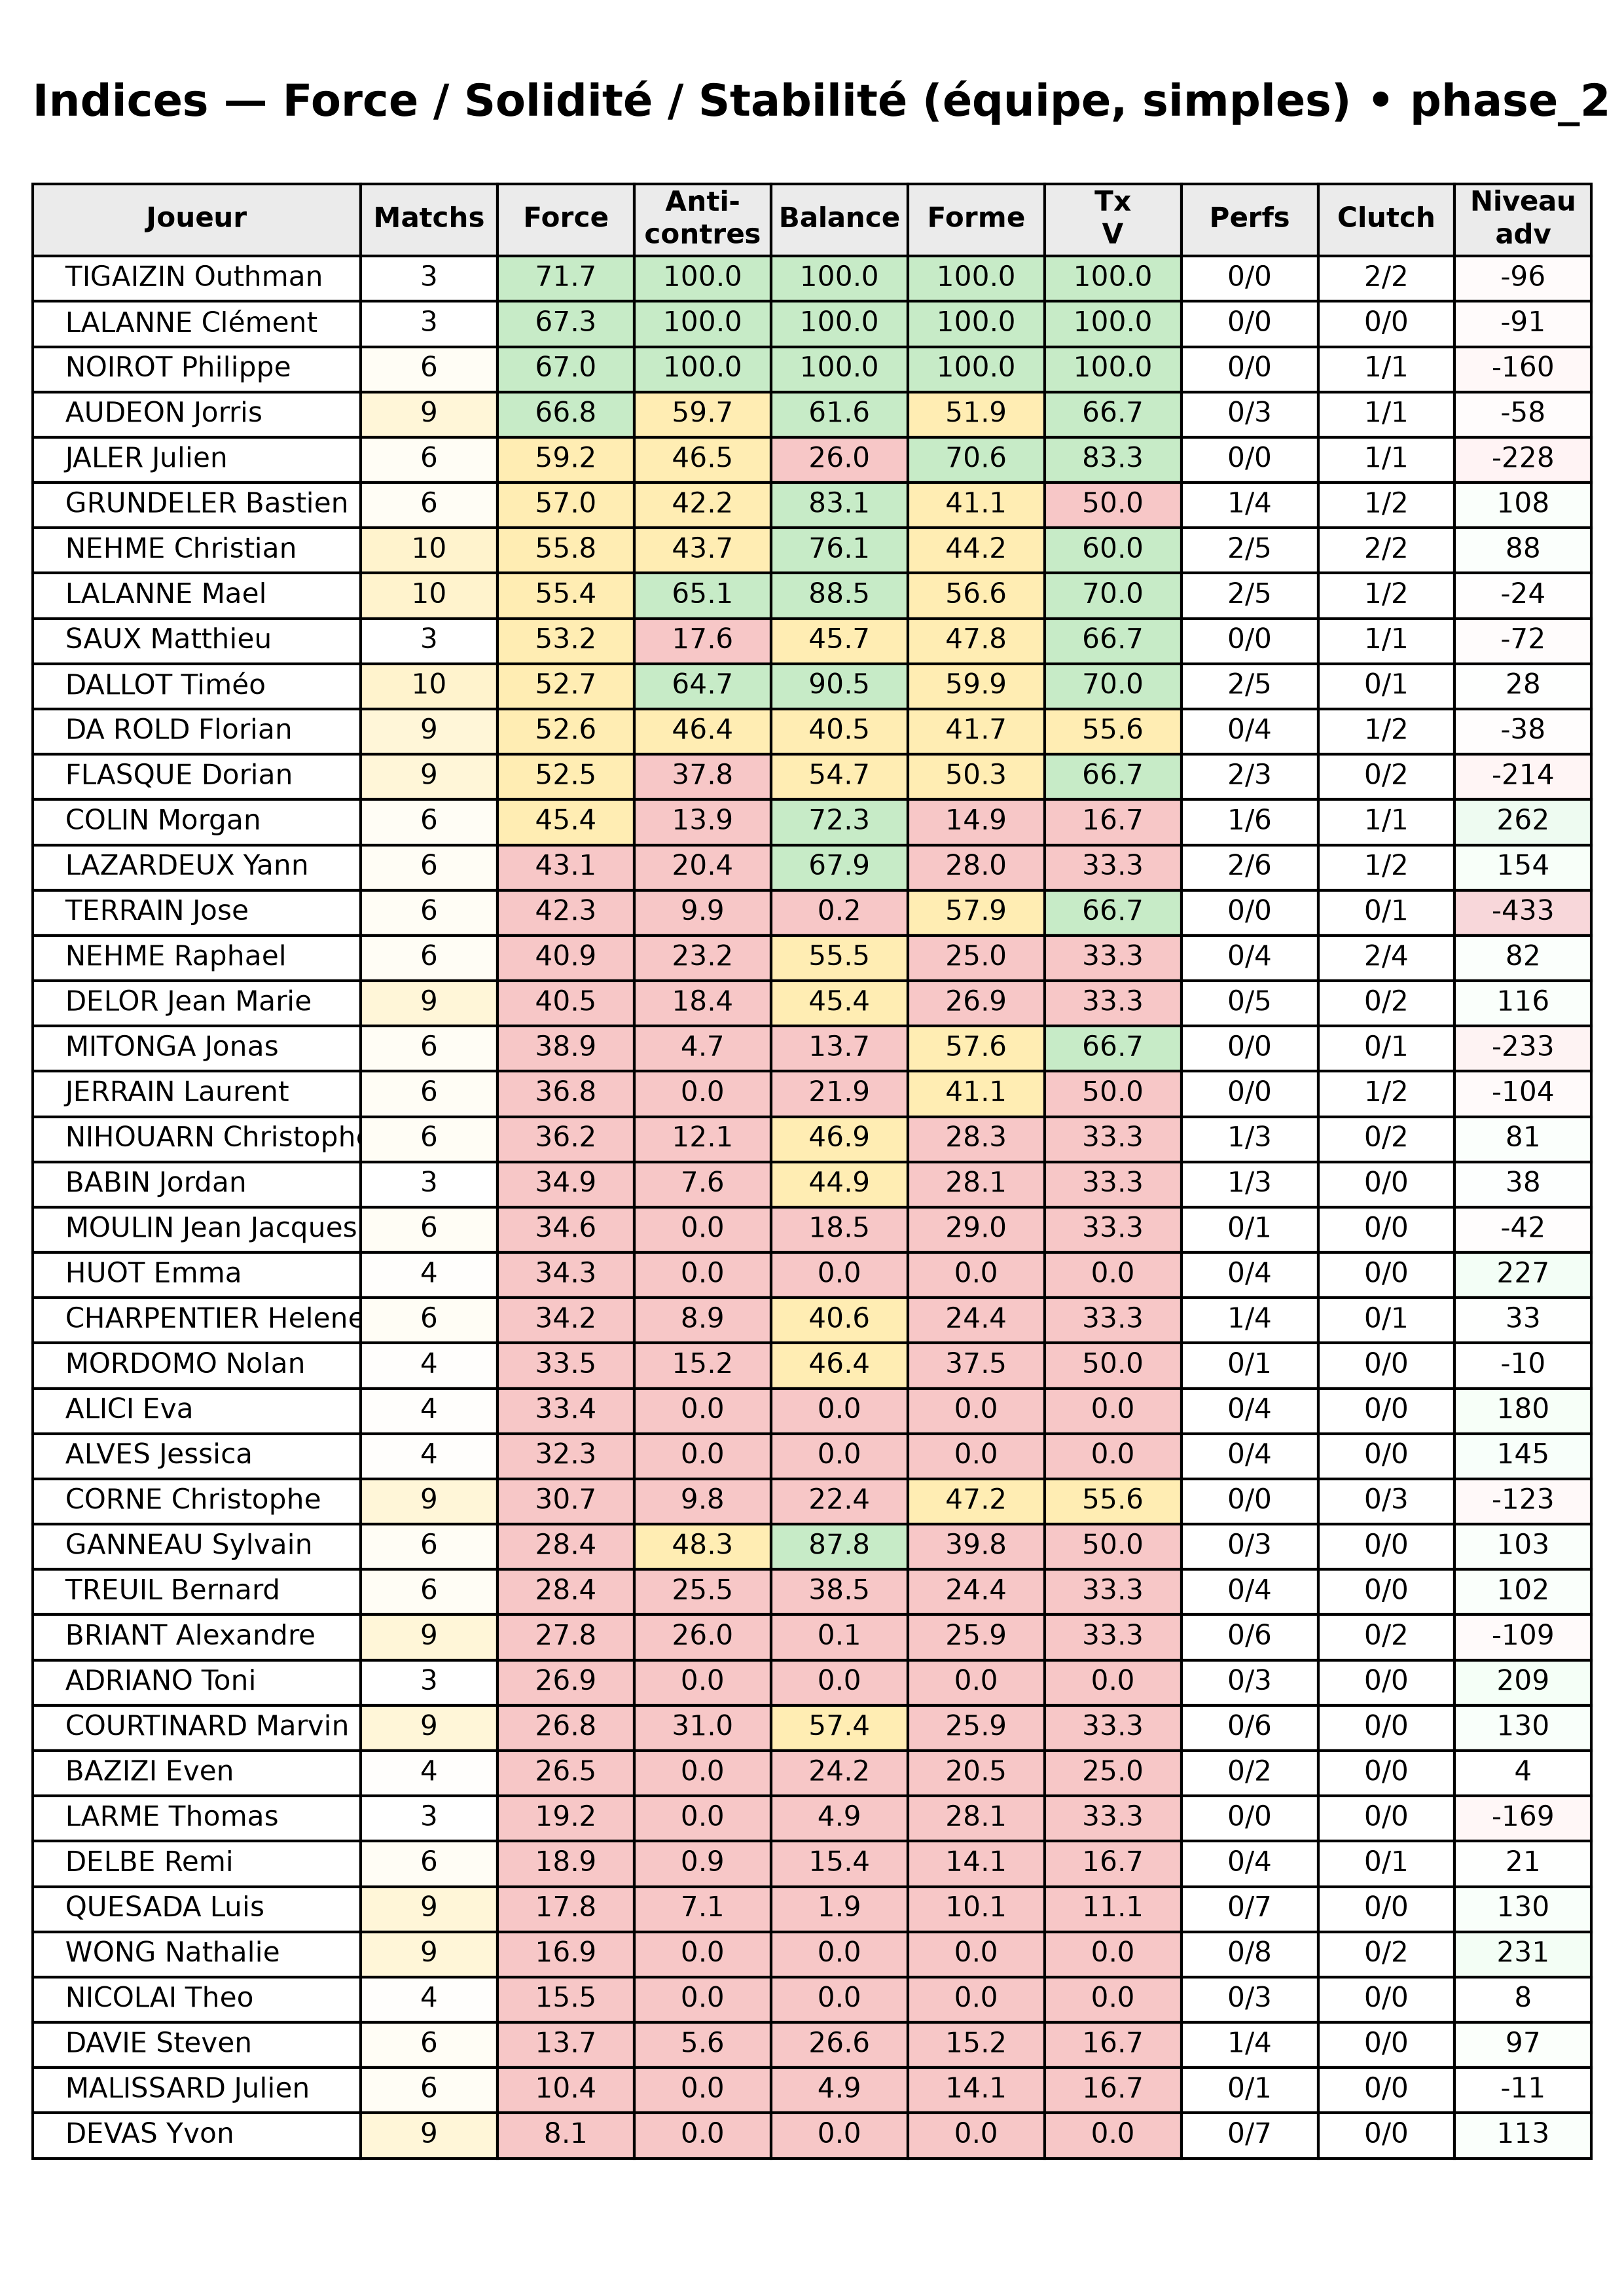 Indices — Force / Solidité / Stabilité (équipe, simples) • phase_2
Joueur Matchs Force Anti-contres Balance Forme Tx V Perfs Clutch Niveau adv
TIGAIZIN Outhman 3 71.7 100.0 100.0 100.0 100.0 0/0 2/2 -96
LALANNE Clément 3 67.3 100.0 100.0 100.0 100.0 0/0 0/0 -91
NOIROT Philippe 6 67.0 100.0 100.0 100.0 100.0 0/0 1/1 -160
AUDEON Jorris 9 66.8 59.7 61.6 51.9 66.7 0/3 1/1 -58
JALER Julien 6 59.2 46.5 26.0 70.6 83.3 0/0 1/1 -228
GRUNDELER Bastien 6 57.0 42.2 83.1 41.1 50.0 1/4 1/2 108
NEHME Christian 10 55.8 43.7 76.1 44.2 60.0 2/5 2/2 88
LALANNE Mael 10 55.4 65.1 88.5 56.6 70.0 2/5 1/2 -24
SAUX Matthieu 3 53.2 17.6 45.7 47.8 66.7 0/0 1/1 -72
DALLOT Timéo 10 52.7 64.7 90.5 59.9 70.0 2/5 0/1 28
DA ROLD Florian 9 52.6 46.4 40.5 41.7 55.6 0/4 1/2 -38
FLASQUE Dorian 9 52.5 37.8 54.7 50.3 66.7 2/3 0/2 -214
COLIN Morgan 6 45.4 13.9 72.3 14.9 16.7 1/6 1/1 262
LAZARDEUX Yann 6 43.1 20.4 67.9 28.0 33.3 2/6 1/2 154
TERRAIN Jose 6 42.3 9.9 0.2 57.9 66.7 0/0 0/1 -433
NEHME Raphael 6 40.9 23.2 55.5 25.0 33.3 0/4 2/4 82
DELOR Jean Marie 9 40.5 18.4 45.4 26.9 33.3 0/5 0/2 116
MITONGA Jonas 6 38.9 4.7 13.7 57.6 66.7 0/0 0/1 -233
JERRAIN Laurent 6 36.8 0.0 21.9 41.1 50.0 0/0 1/2 -104
NIHOUARN Christophe 6 36.2 12.1 46.9 28.3 33.3 1/3 0/2 81
BABIN Jordan 3 34.9 7.6 44.9 28.1 33.3 1/3 0/0 38
MOULIN Jean Jacques 6 34.6 0.0 18.5 29.0 33.3 0/1 0/0 -42
HUOT Emma 4 34.3 0.0 0.0 0.0 0.0 0/4 0/0 227
CHARPENTIER Helene 6 34.2 8.9 40.6 24.4 33.3 1/4 0/1 33
MORDOMO Nolan 4 33.5 15.2 46.4 37.5 50.0 0/1 0/0 -10
ALICI Eva 4 33.4 0.0 0.0 0.0 0.0 0/4 0/0 180
ALVES Jessica 4 32.3 0.0 0.0 0.0 0.0 0/4 0/0 145
CORNE Christophe 9 30.7 9.8 22.4 47.2 55.6 0/0 0/3 -123
GANNEAU Sylvain 6 28.4 48.3 87.8 39.8 50.0 0/3 0/0 103
TREUIL Bernard 6 28.4 25.5 38.5 24.4 33.3 0/4 0/0 102
BRIANT Alexandre 9 27.8 26.0 0.1 25.9 33.3 0/6 0/2 -109
ADRIANO Toni 3 26.9 0.0 0.0 0.0 0.0 0/3 0/0 209
COURTINARD Marvin 9 26.8 31.0 57.4 25.9 33.3 0/6 0/0 130
BAZIZI Even 4 26.5 0.0 24.2 20.5 25.0 0/2 0/0 4
LARME Thomas 3 19.2 0.0 4.9 28.1 33.3 0/0 0/0 -169
DELBE Remi 6 18.9 0.9 15.4 14.1 16.7 0/4 0/1 21
QUESADA Luis 9 17.8 7.1 1.9 10.1 11.1 0/7 0/0 130
WONG Nathalie 9 16.9 0.0 0.0 0.0 0.0 0/8 0/2 231
NICOLAI Theo 4 15.5 0.0 0.0 0.0 0.0 0/3 0/0 8
DAVIE Steven 6 13.7 5.6 26.6 15.2 16.7 1/4 0/0 97
MALISSARD Julien 6 10.4 0.0 4.9 14.1 16.7 0/1 0/0 -11
DEVAS Yvon 9 8.1 0.0 0.0 0.0 0.0 0/7 0/0 113